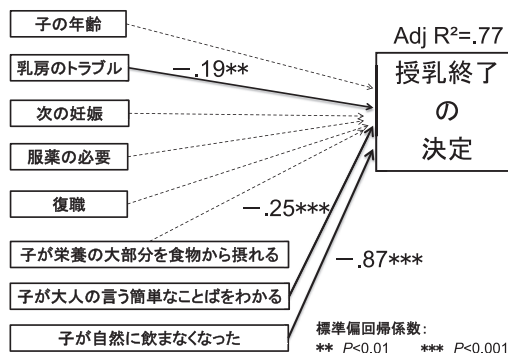 子の年齢
乳房のトラブル
次の妊娠
服薬の必要
復職
子が栄養の大部分を食物から摂れる
子が大人の言う簡単なことばをわかる
子が自然に飲まなくなった
－.19**
－.25***
－.87***
Adj R²=.77
授乳終了
の
決定
標準偏回帰係数：
** P<0.01 *** P<0.001